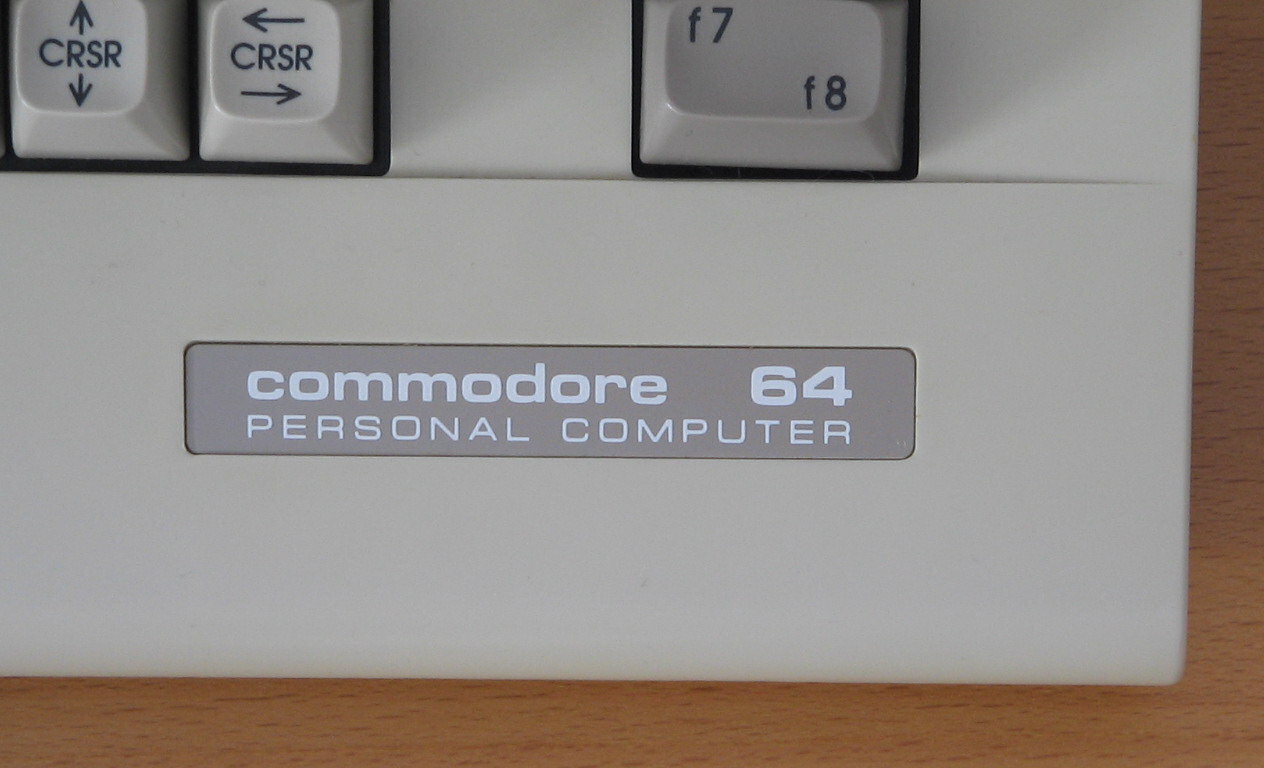 CRSR
CRSR
f7
f8
commodore 64
PERSONAL COMPUTER